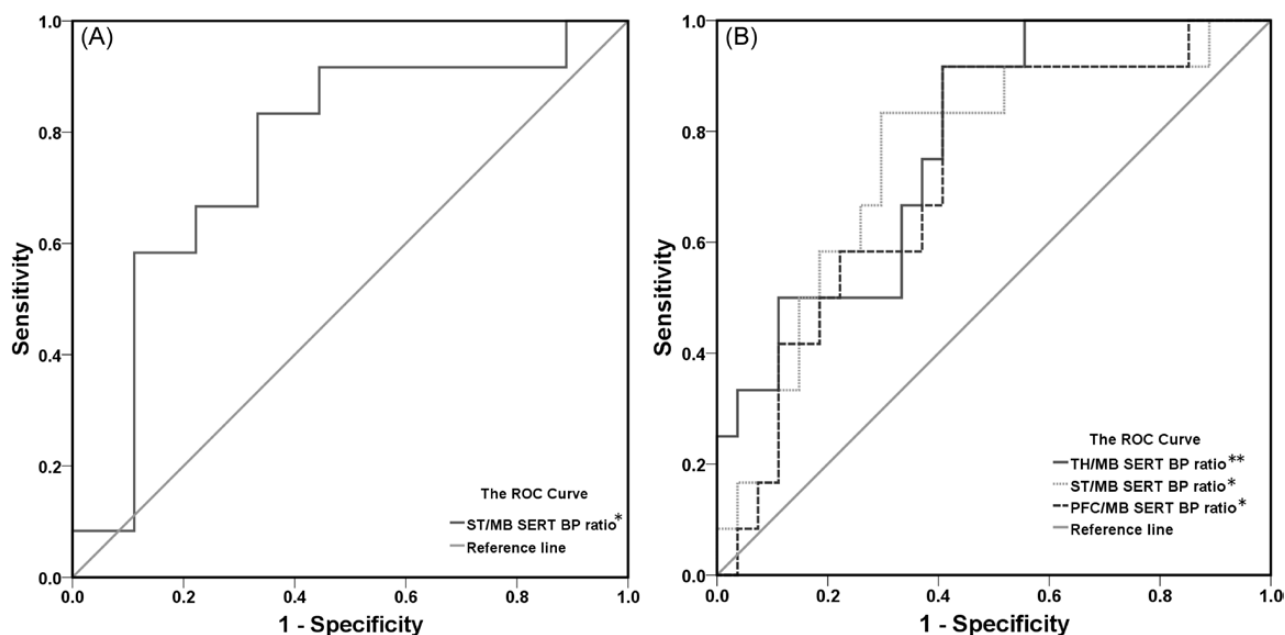 (A)
1.0
0.8
0.6
0.4
0.2
0.0
Sensitivity
The ROC Curve
ST/MB SERT BP ratio*
Reference line
0.0 0.2 0.4 0.6 0.8 1.0
1 - Specificity
(B)
1.0
0.8
0.6
0.4
0.2
0.0
Sensitivity
The ROC Curve
TH/MB SERT BP ratio**
ST/MB SERT BP ratio*
PFC/MB SERT BP ratio*
Reference line
0.0 0.2 0.4 0.6 0.8 1.0
1 - Specificity